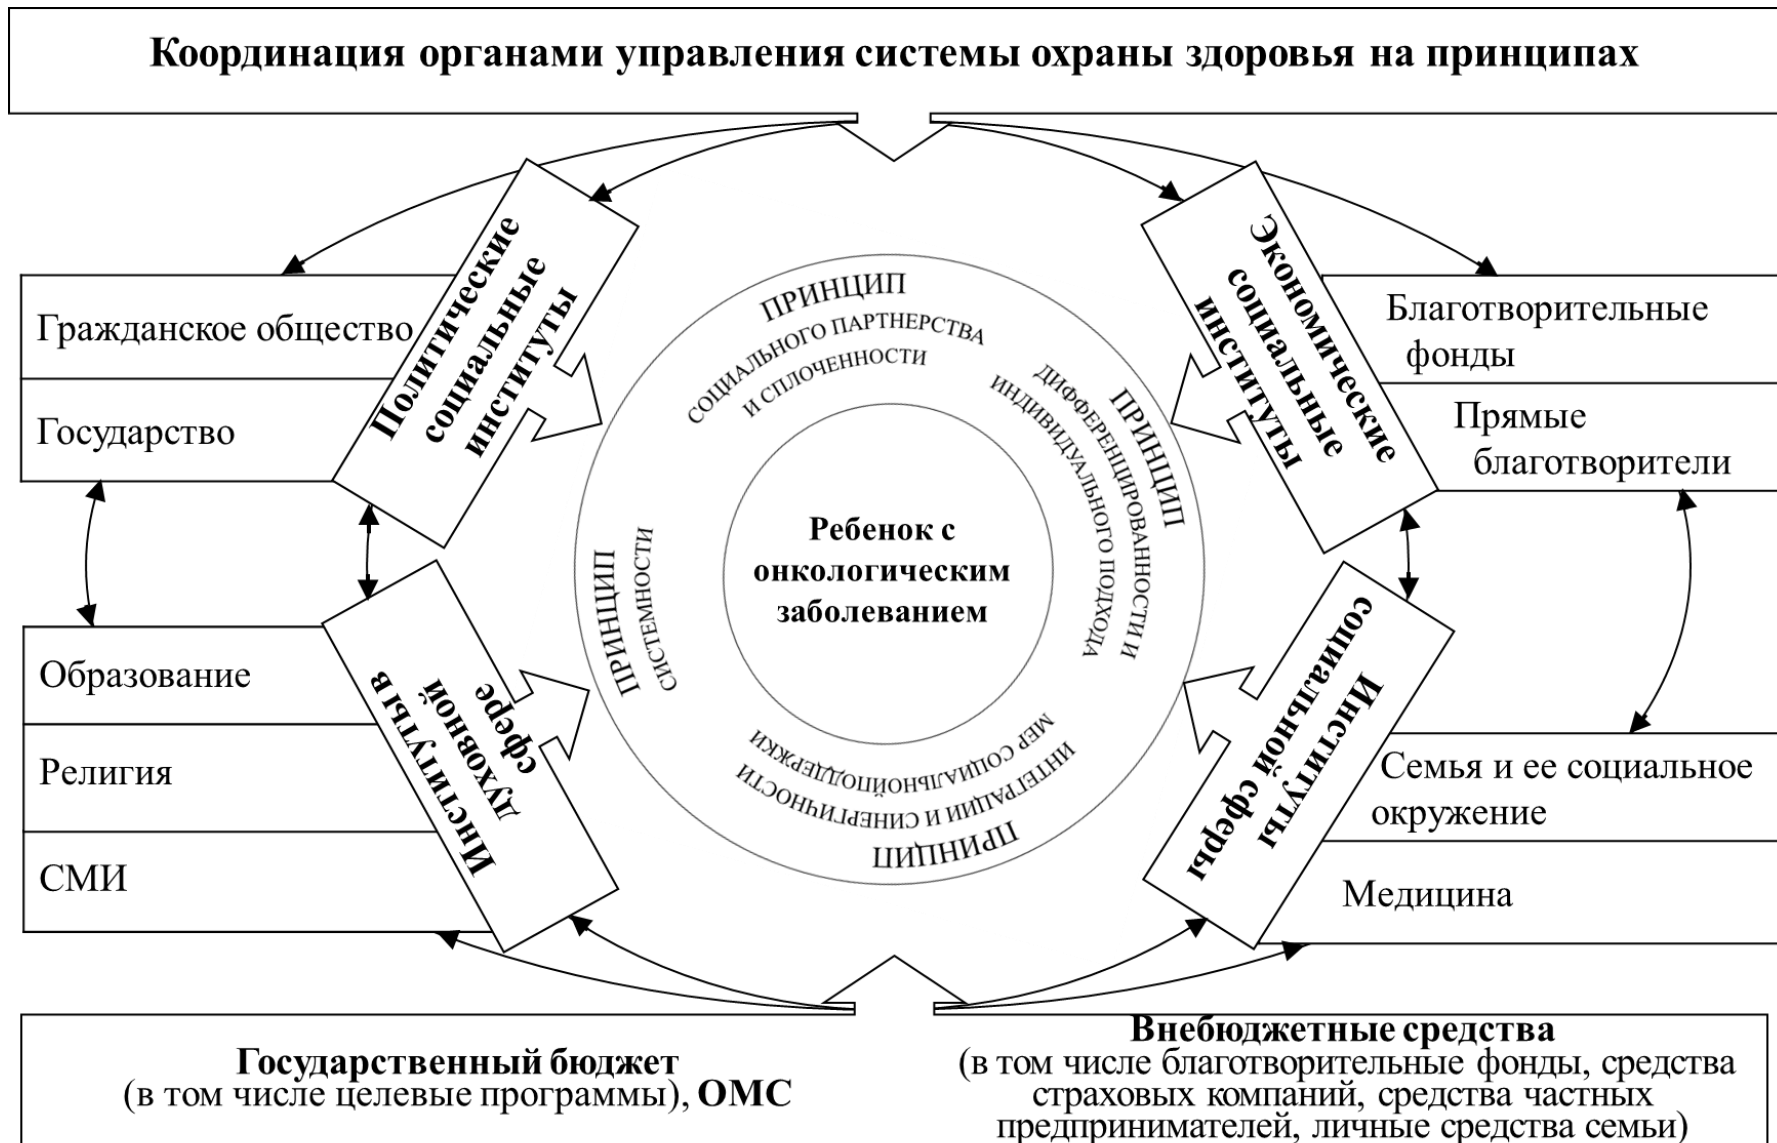 Координация органами управления системы охраны здоровья на принципах
Политические
социальные
институты
Гражданское общество
Государство
Экономические
социальные
институты
Благотворительные
фонды
Прямые
благотворители
ПРИНЦИП
СОЦИАЛЬНОГО ПАРТНЕРСТВА
И СПЛОЧЕННОСТИ
ПРИНЦИП
ДИФФЕРЕНЦИРОВАННОСТИ И
ИНДИВИДУАЛЬНОГО ПОДХОДА
ПРИНЦИП
СИСТЕМНОСТИ
Ребенок с
онкологическим
заболеванием
МЕР СОЦИАЛЬНОЙПОДДЕРЖКИ
ИНТЕГРАЦИИ И СИНЕРГИЧНОСТИ
ПРИНЦИП
Образование
Религия
СМИ
Институты в
духовной
сфере
Институты
социальной сферы
Семья и ее социальное
окружение
Медицина
Государственный бюджет
(в том числе целевые программы), ОМС
Внебюджетные средства
(в том числе благотворительные фонды, средства
страховых компаний, средства частных
предпринимателей, личные средства семьи)